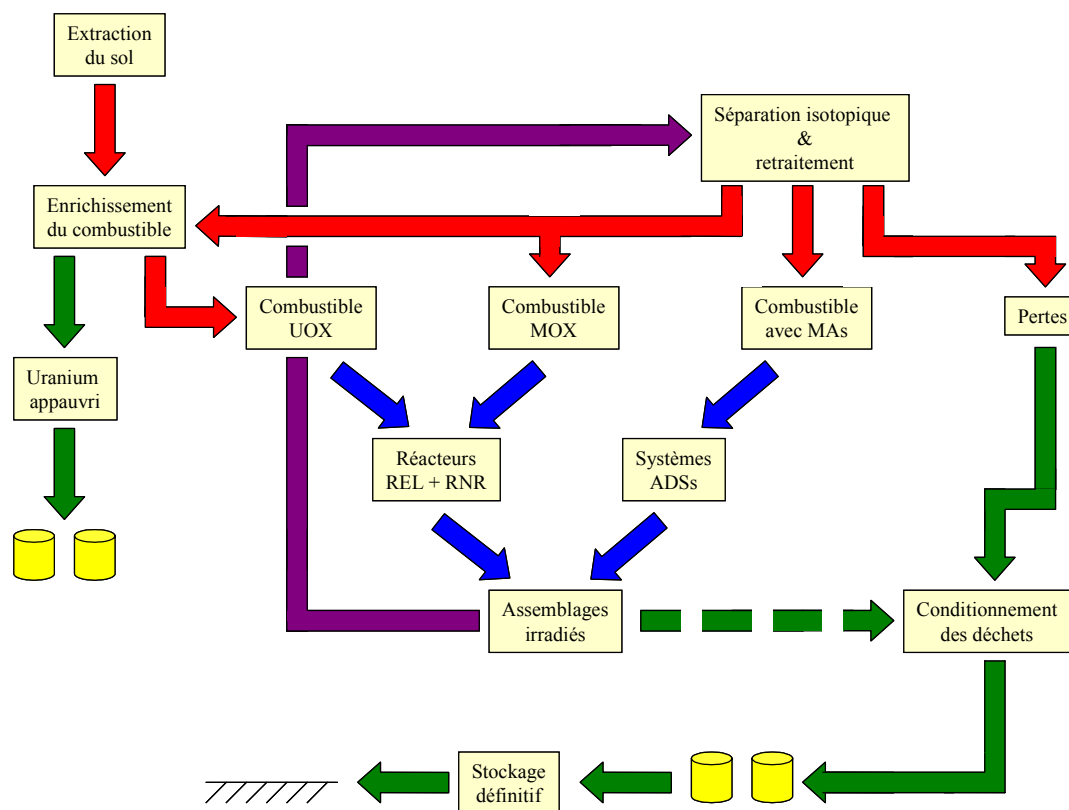 Extraction
du sol
Séparation isotopique
&
retraitement
Enrichissement
du combustible
Combustible
UOX
Combustible
MOX
Combustible
avec MAs
Pertes
Uranium
appauvri
Réacteurs
REL + RNR
Systèmes
ADSs
Assemblages
irradiés
Conditionnement
des déchets
Stockage
définitif